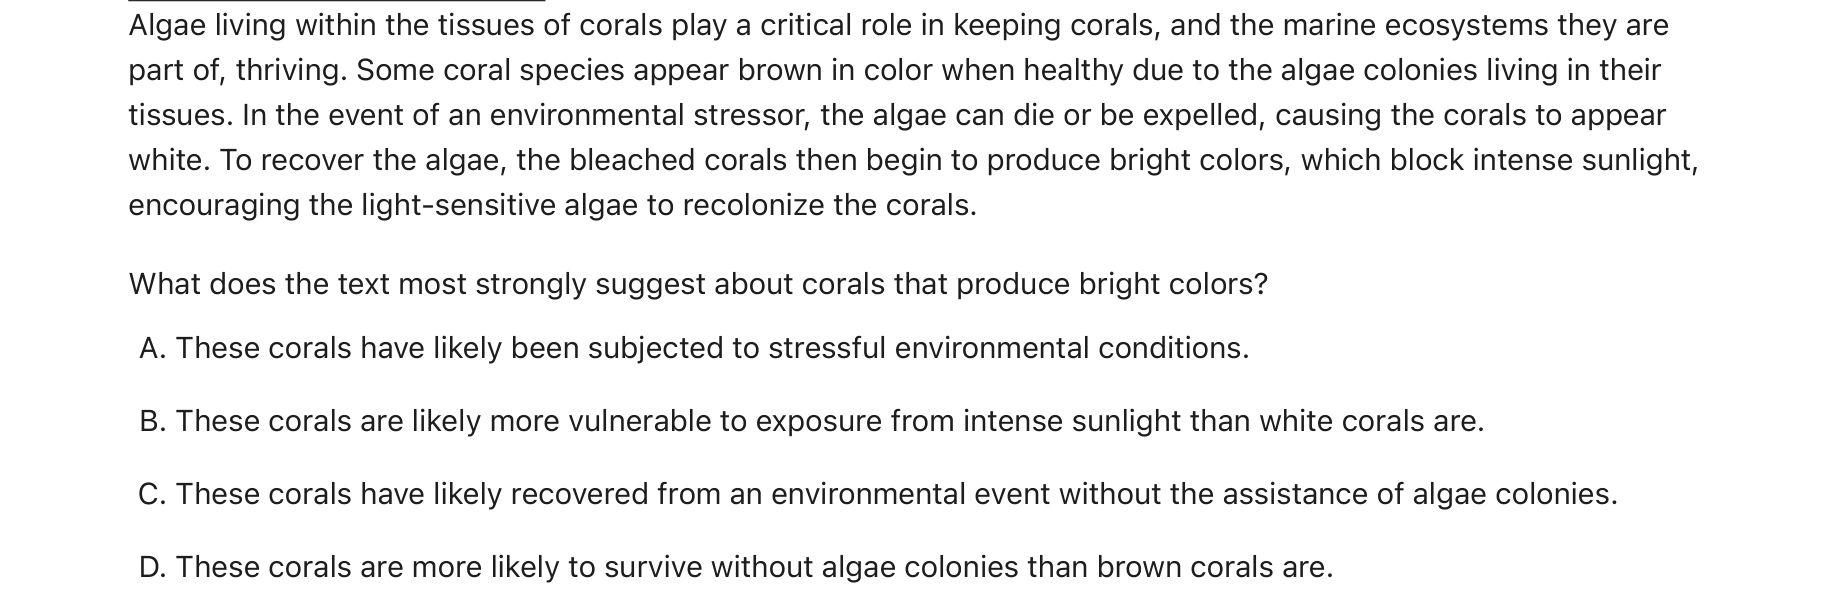 Algae living within the tissues of corals play a critical role in keeping corals, and the marine ecosystems they are
part of, thriving. Some coral species appear brown in color when healthy due to the algae colonies living in their
tissues. In the event of an environmental stressor, the algae can die or be expelled, causing the corals to appear
white. To recover the algae, the bleached corals then begin to produce bright colors, which block intense sunlight,
encouraging the light-sensitive algae to recolonize the corals.
What does the text most strongly suggest about corals that produce bright colors?
A. These corals have likely been subjected to stressful environmental conditions.
B. These corals are likely more vulnerable to exposure from intense sunlight than white corals are.
C. These corals have likely recovered from an environmental event without the assistance of algae colonies.
D. These corals are more likely to survive without algae colonies than brown corals are.